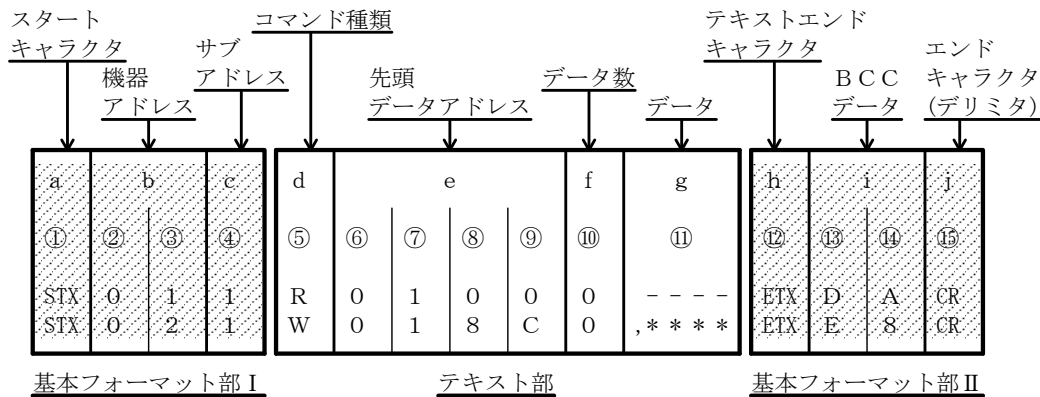 スタート
キャラクタ
機器
アドレス
サブ
アドレス
コマンド種類
先頭
データアドレス
データ数
データ
テキストエンド
キャラクタ
ＢＣＣ
データ
エンド
キャラクタ
(デリミタ)
a b c d e f g h i j
① ② ③ ④ ⑤ ⑥ ⑦ ⑧ ⑨ ⑩ ⑪ ⑫ ⑬ ⑭ ⑮
STX 0 1 1 R 0 1 0 0 0 ---- ETX D A CR
STX 0 2 1 W 0 1 8 C 0 ,**** ETX E 8 CR
基本フォーマット部Ⅰ テキスト部 基本フォーマット部Ⅱ